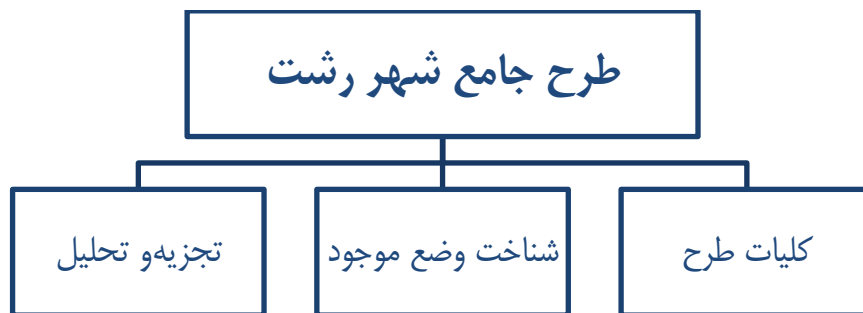 طرح جامع شهر رشت
کلیات طرح
شناخت وضع موجود
تجزیه‌و تحلیل